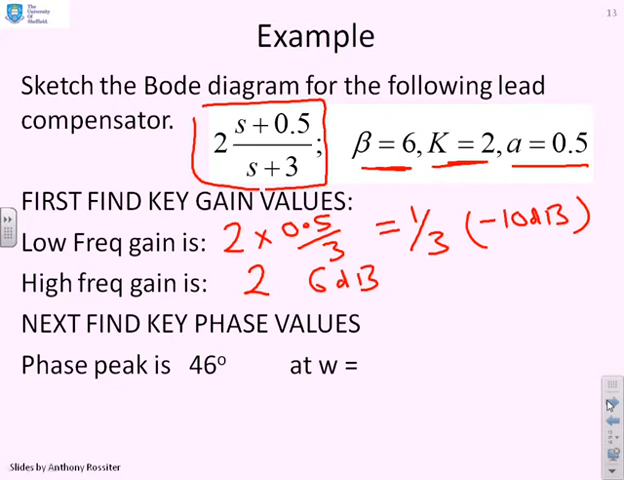 The University Of Sheffield.
13
Example
Sketch the Bode diagram for the following lead
compensator. 2 (s + 0.5)/(s + 3); β = 6, K = 2, a = 0.5
FIRST FIND KEY GAIN VALUES:
Low Freq gain is: 2 × 0.5/3 = 1/3 (-10dB)
High freq gain is: 2 6dB
NEXT FIND KEY PHASE VALUES
Phase peak is 46º at w =
Slides by Anthony Rossiter